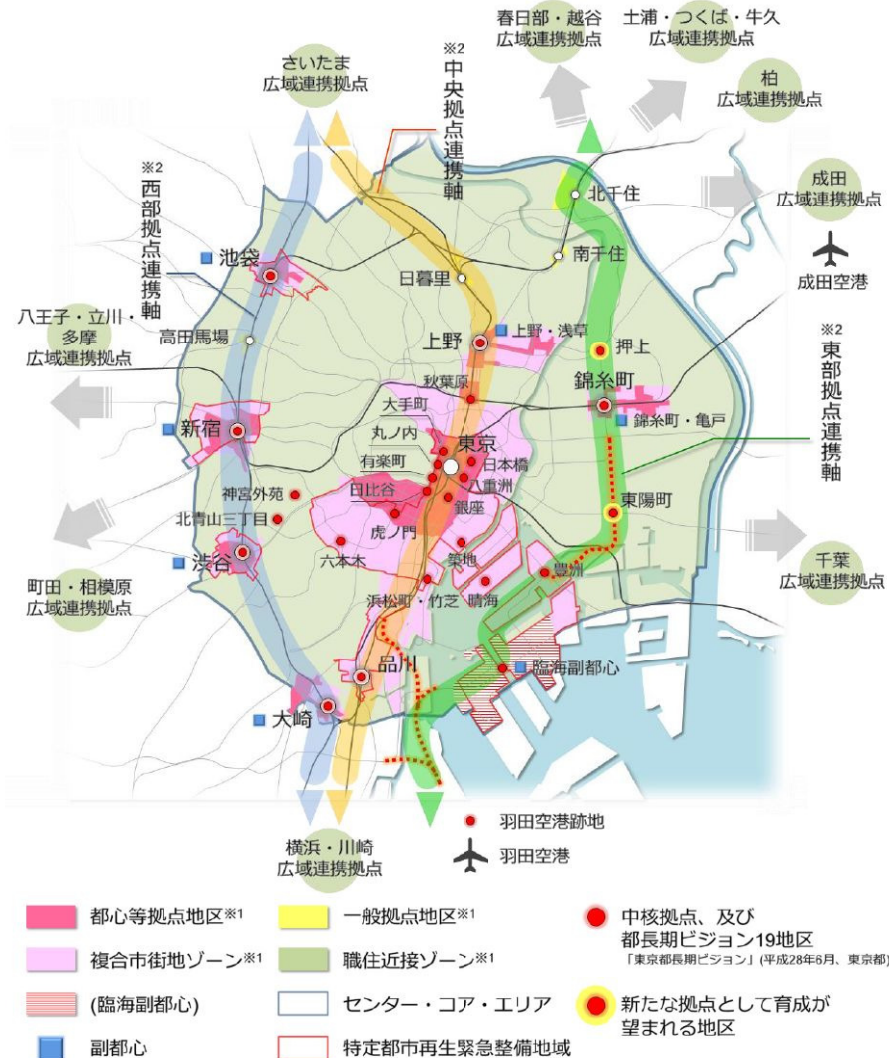 春日部・越谷
広域連携拠点
土浦・つくば・牛久
広域連携拠点
さいたま
広域連携拠点
※2
中央拠点連携軸
柏
広域連携拠点
※2
西部拠点連携軸
北千住
成田
広域連携拠点
池袋
南千住
日暮里
成田空港
八王子・立川・
多摩
広域連携拠点
高田馬場
上野
上野・浅草
押上
※2
東部拠点連携軸
秋葉原
錦糸町
大手町
新宿
丸ノ内
東京
錦糸町・亀戸
有楽町
日本橋
八重洲
神宮外苑
日比谷
銀座
東陽町
北青山三丁目
虎ノ門
渋谷
六本木
築地
豊洲
千葉
広域連携拠点
町田・相模原
広域連携拠点
浜松町・竹芝
晴海
品川
臨海副都心
大崎
羽田空港跡地
横浜・川崎
広域連携拠点
羽田空港
都心等拠点地区※1
一般拠点地区※1
中核拠点、及び
都長期ビジョン19地区
「東京都長期ビジョン」(平成28年6月、東京都)
複合市街地ゾーン※1
職住近接ゾーン※1
(臨海副都心)
センター・コア・エリア
新たな拠点として育成が
望まれる地区
副都心
特定都市再生緊急整備地域